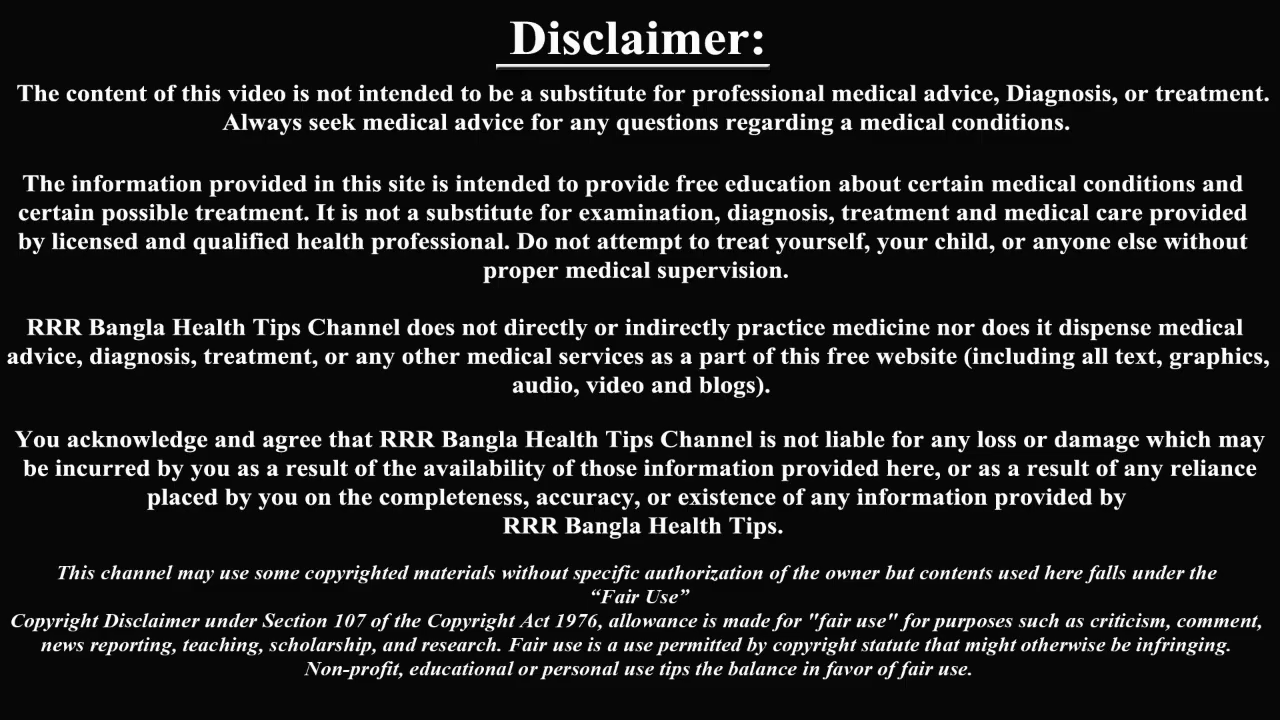 Disclaimer:
The content of this video is not intended to be a substitute for professional medical advice, Diagnosis, or treatment.
Always seek medical advice for any questions regarding a medical conditions.
The information provided in this site is intended to provide free education about certain medical conditions and
certain possible treatment. It is not a substitute for examination, diagnosis, treatment and medical care provided
by licensed and qualified health professional. Do not attempt to treat yourself, your child, or anyone else without
proper medical supervision.
RRR Bangla Health Tips Channel does not directly or indirectly practice medicine nor does it dispense medical
advice, diagnosis, treatment, or any other medical services as a part of this free website (including all text, graphics,
audio, video and blogs).
You acknowledge and agree that RRR Bangla Health Tips Channel is not liable for any loss or damage which may
be incurred by you as a result of the availability of those information provided here, or as a result of any reliance
placed by you on the completeness, accuracy, or existence of any information provided by
RRR Bangla Health Tips.
This channel may use some copyrighted materials without specific authorization of the owner but contents used here falls under the
“Fair Use”
Copyright Disclaimer under Section 107 of the Copyright Act 1976, allowance is made for "fair use" for purposes such as criticism, comment,
news reporting, teaching, scholarship, and research. Fair use is a use permitted by copyright statute that might otherwise be infringing.
Non-profit, educational or personal use tips the balance in favor of fair use.